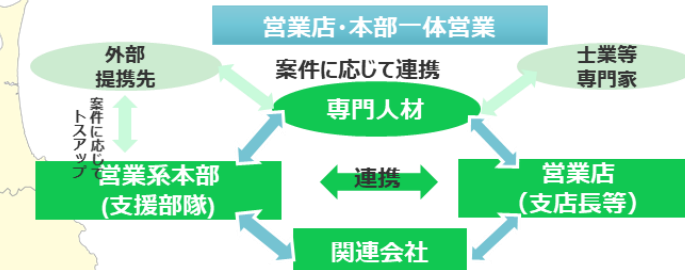 営業店･本部一体営業
外部
提携先
案件に応じて連携
士業等
専門家
専門人材
案件に応じて
トスアップ
営業系本部
(支援部隊)
連携
営業店
（支店長等）
関連会社